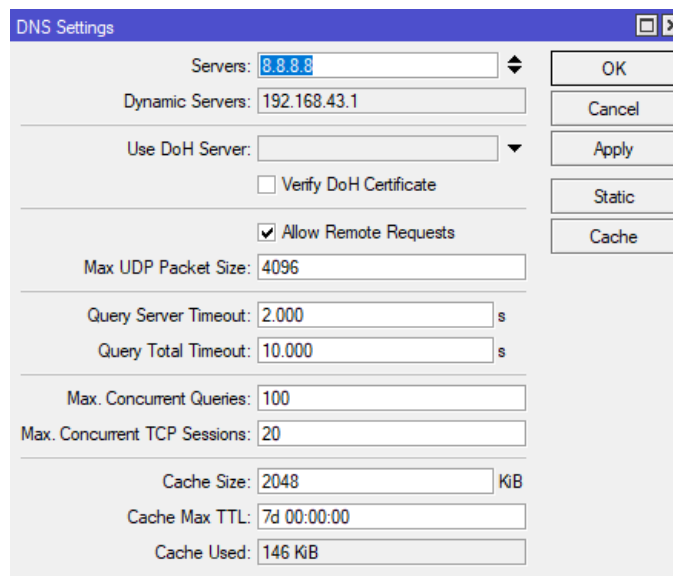 DNS Settings
Servers: 8.8.8.8
OK
Dynamic Servers: 192.168.43.1
Cancel
Use DoH Server:
Apply
Verify DoH Certificate
Static
Allow Remote Requests
Cache
Max UDP Packet Size: 4096
Query Server Timeout: 2.000 s
Query Total Timeout: 10.000 s
Max. Concurrent Queries: 100
Max. Concurrent TCP Sessions: 20
Cache Size: 2048 KiB
Cache Max TTL: 7d 00:00:00
Cache Used: 146 KiB